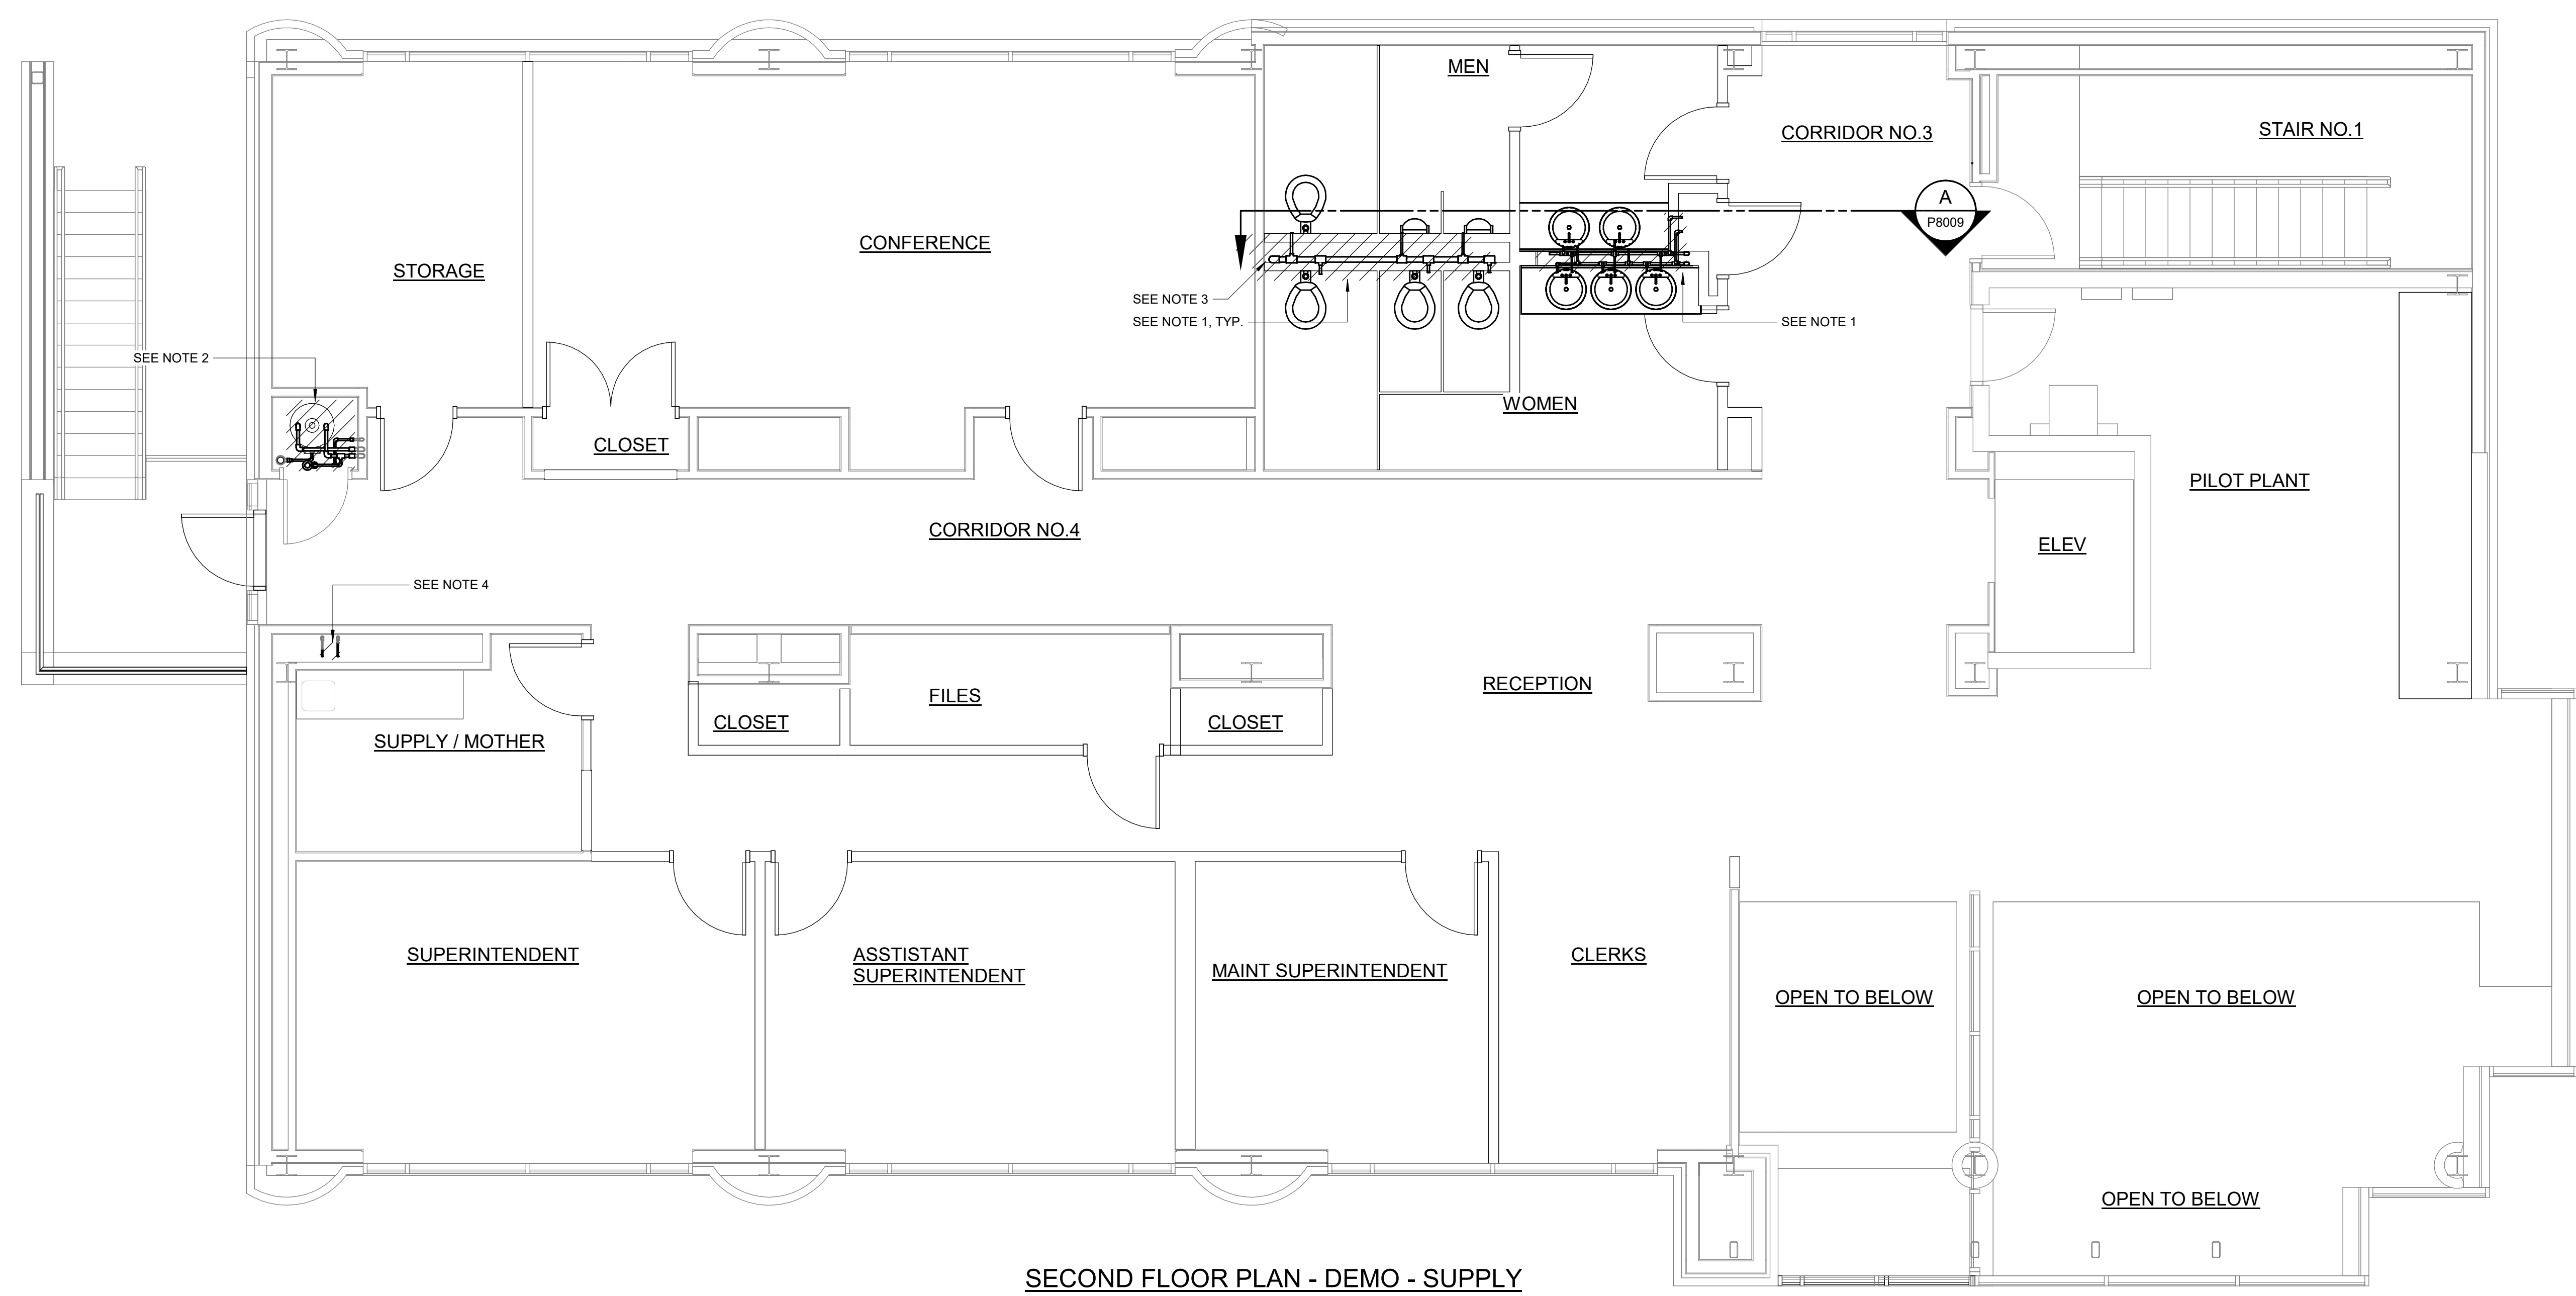 MEN
STAIR NO.1
CORRIDOR NO.3
A
P8009
CONFERENCE
STORAGE
SEE NOTE 3
SEE NOTE 1, TYP.
SEE NOTE 1
SEE NOTE 2
WOMEN
CLOSET
PILOT PLANT
CORRIDOR NO.4
ELEV
SEE NOTE 4
RECEPTION
FILES
CLOSET
CLOSET
SUPPLY / MOTHER
SUPERINTENDENT
ASSTISTANT
SUPERINTENDENT
MAINT SUPERINTENDENT
CLERKS
OPEN TO BELOW
OPEN TO BELOW
OPEN TO BELOW
SECOND FLOOR PLAN - DEMO - SUPPLY